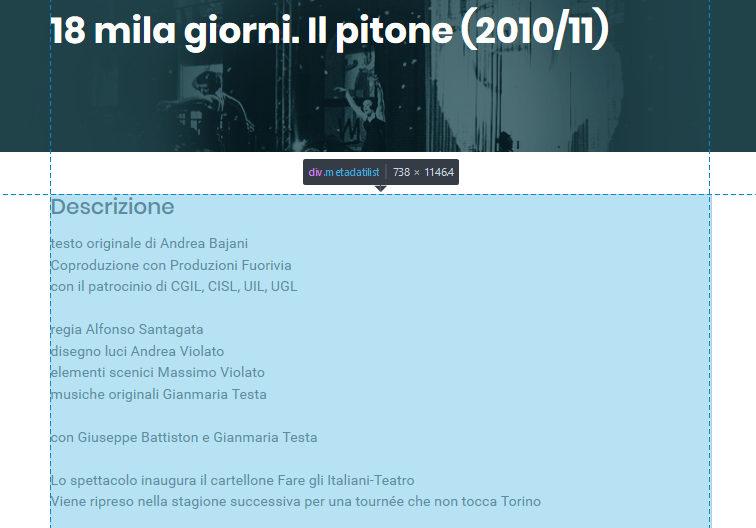 18 mila giorni. Il pitone (2010/11)
div.metadatilist 738 × 1146.4
Descrizione
testo originale di Andrea Bajani
Coproduzione con Produzioni Fuorivia
con il patrocinio di CGIL, CISL, UIL, UGL
regia Alfonso Santagata
disegno luci Andrea Violato
elementi scenici Massimo Violato
musiche originali Gianmaria Testa
con Giuseppe Battiston e Gianmaria Testa
Lo spettacolo inaugura il cartellone Fare gli Italiani-Teatro
Viene ripreso nella stagione successiva per una tournée che non tocca Torino